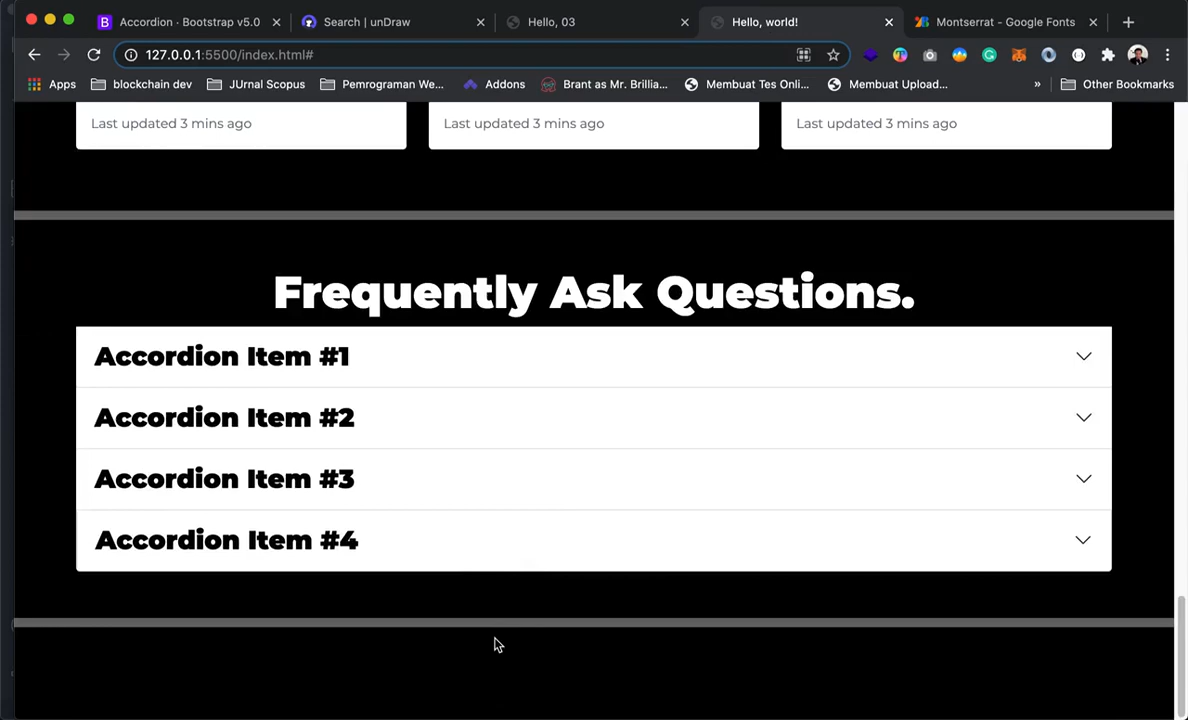 Accordion · Bootstrap v5.0
Search | unDraw
Hello, 03
Hello, world!
Montserrat - Google Fonts
127.0.0.1:5500/index.html#
Apps
blockchain dev
JUrnal Scopus
Pemrograman We...
Addons
Brant as Mr. Brillia...
Membuat Tes Onli...
Membuat Upload...
»
Other Bookmarks
Last updated 3 mins ago
Last updated 3 mins ago
Last updated 3 mins ago
Frequently Ask Questions.
Accordion Item #1
Accordion Item #2
Accordion Item #3
Accordion Item #4